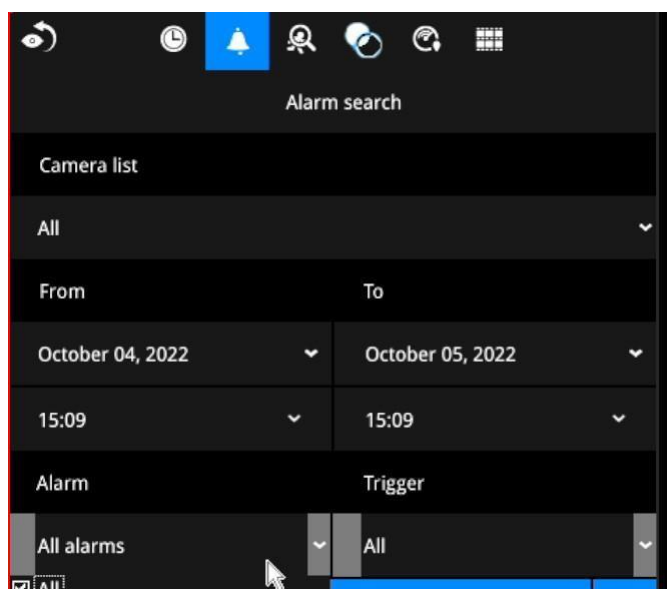 Alarm search
Camera list
All
From To
October 04, 2022 October 05, 2022
15:09 15:09
Alarm Trigger
All alarms All
All